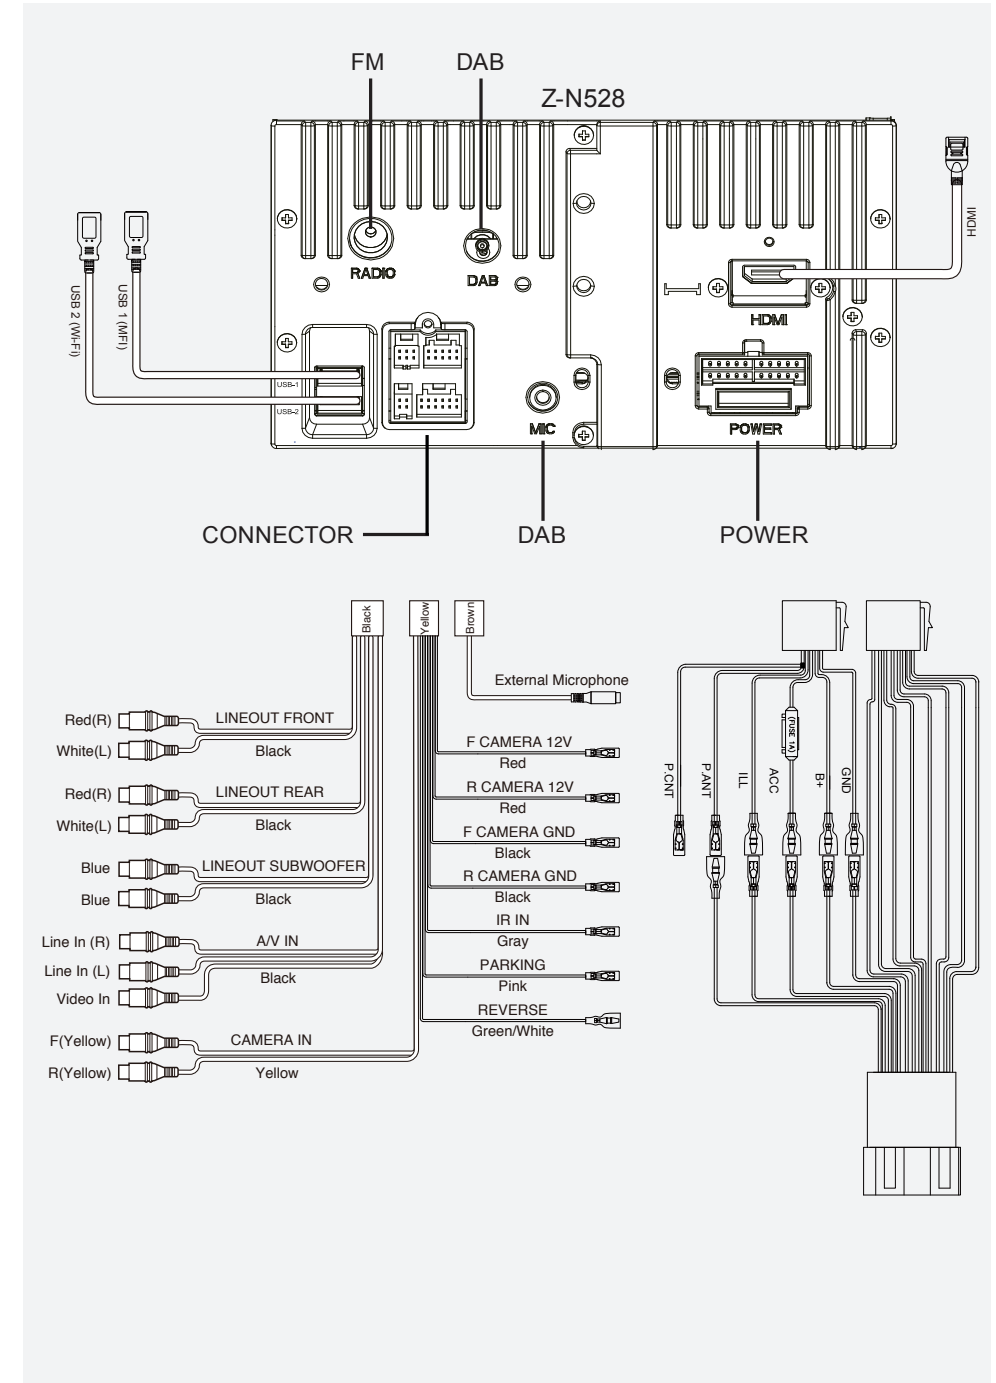 FM
DAB
Z-N528
HDMI
RADIO
DAB
USB 2 (Wi-Fi)
USB 1 (MFI)
HDMI
USB-1
USB-2
MIC
POWER
CONNECTOR
DAB
POWER
Black
Yellow
Brown
External Microphone
Red(R)
LINEOUT FRONT
White(L)
Black
F CAMERA 12V
Red
(FUSE 1A)
P.CNT
P.ANT
ILL
ACC
B+
GND
Red(R)
LINEOUT REAR
White(L)
Black
R CAMERA 12V
Red
F CAMERA GND
Black
Blue
LINEOUT SUBWOOFER
Blue
Black
R CAMERA GND
Black
IR IN
Gray
Line In (R)
A/V IN
Line In (L)
Black
Video In
PARKING
Pink
REVERSE
Green/White
F(Yellow)
CAMERA IN
R(Yellow)
Yellow